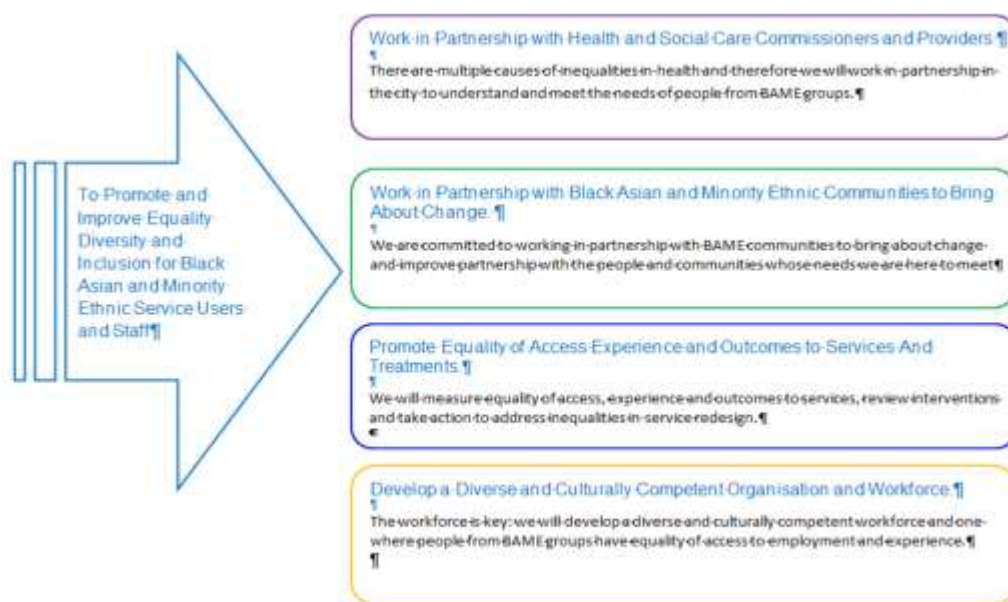 To Promote and
Improve Equality
Diversity and
Inclusion for Black
Asian and Minority
Ethnic Service Users
and Staff¶
Work in Partnership with Health and Social Care Commissioners and Providers ¶
¶
There are multiple causes of inequalities in health and therefore we will work in partnership in
the city to understand and meet the needs of people from BAME groups. ¶
Work in Partnership with Black Asian and Minority Ethnic Communities to Bring
About Change. ¶
¶
We are committed to working in partnership with BAME communities to bring about change
and improve partnership with the people and communities whose needs we are here to meet¶
Promote Equality of Access Experience and Outcomes to Services And
Treatments ¶
¶
We will measure equality of access, experience and outcomes to services, review interventions
and take action to address inequalities in service redesign. ¶
¶
Develop a Diverse and Culturally Competent Organisation and Workforce ¶
¶
The workforce is key: we will develop a diverse and culturally competent workforce and one
where people from BAME groups have equality of access to employment and experience. ¶
¶